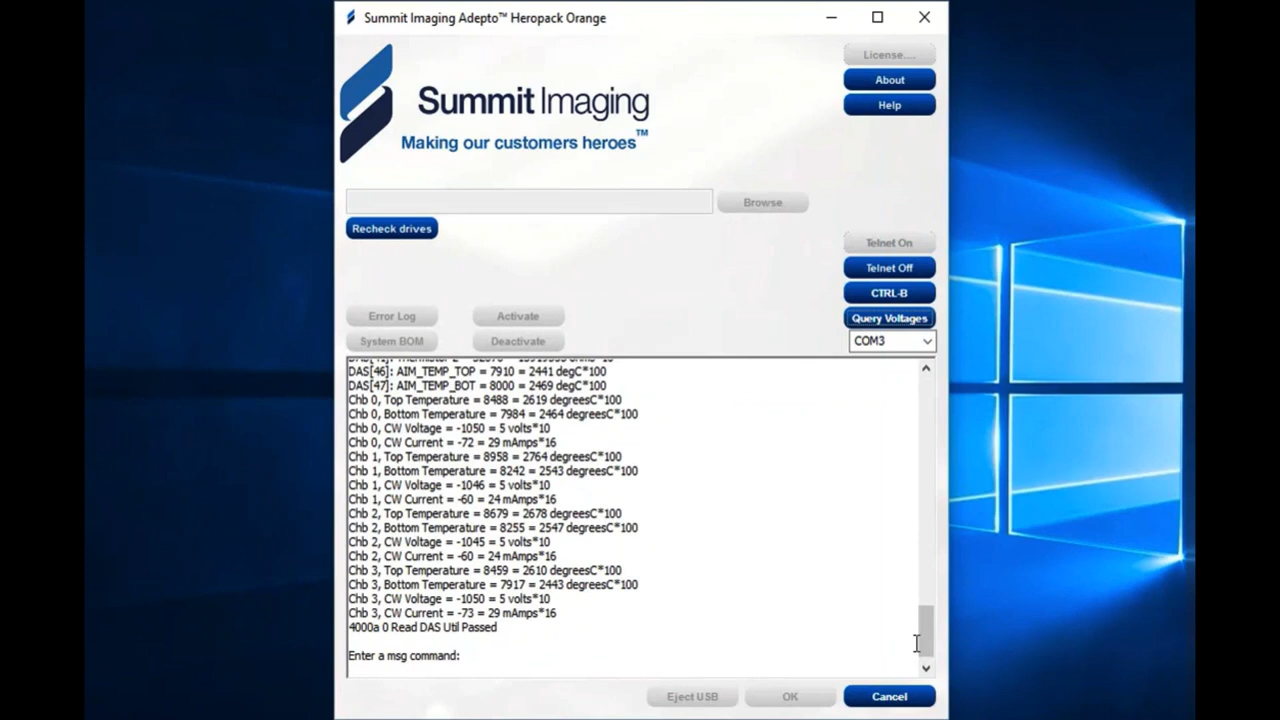 Summit Imaging Adepto™ Heropack Orange
License....
About
Summit Imaging
Help
Making our customers heroes™
Browse
Recheck drives
Telnet On
Telnet Off
CTRL-B
Error Log
Activate
Query Voltages
System BOM
Deactivate
COM3
DAS[46]: AIM_TEMP_TOP = 7910 = 2441 degC*100
DAS[47]: AIM_TEMP_BOT = 8000 = 2469 degC*100
Chb 0, Top Temperature = 8488 = 2619 degreesC*100
Chb 0, Bottom Temperature = 7984 = 2464 degreesC*100
Chb 0, CW Voltage = -1050 = 5 volts*10
Chb 0, CW Current = -72 = 29 mAmps*16
Chb 1, Top Temperature = 8958 = 2764 degreesC*100
Chb 1, Bottom Temperature = 8242 = 2543 degreesC*100
Chb 1, CW Voltage = -1046 = 5 volts*10
Chb 1, CW Current = -60 = 24 mAmps*16
Chb 2, Top Temperature = 8679 = 2678 degreesC*100
Chb 2, Bottom Temperature = 8255 = 2547 degreesC*100
Chb 2, CW Voltage = -1045 = 5 volts*10
Chb 2, CW Current = -60 = 24 mAmps*16
Chb 3, Top Temperature = 8459 = 2610 degreesC*100
Chb 3, Bottom Temperature = 7917 = 2443 degreesC*100
Chb 3, CW Voltage = -1050 = 5 volts*10
Chb 3, CW Current = -73 = 29 mAmps*16
4000a 0 Read DAS Util Passed
Enter a msg command:
Eject USB
OK
Cancel